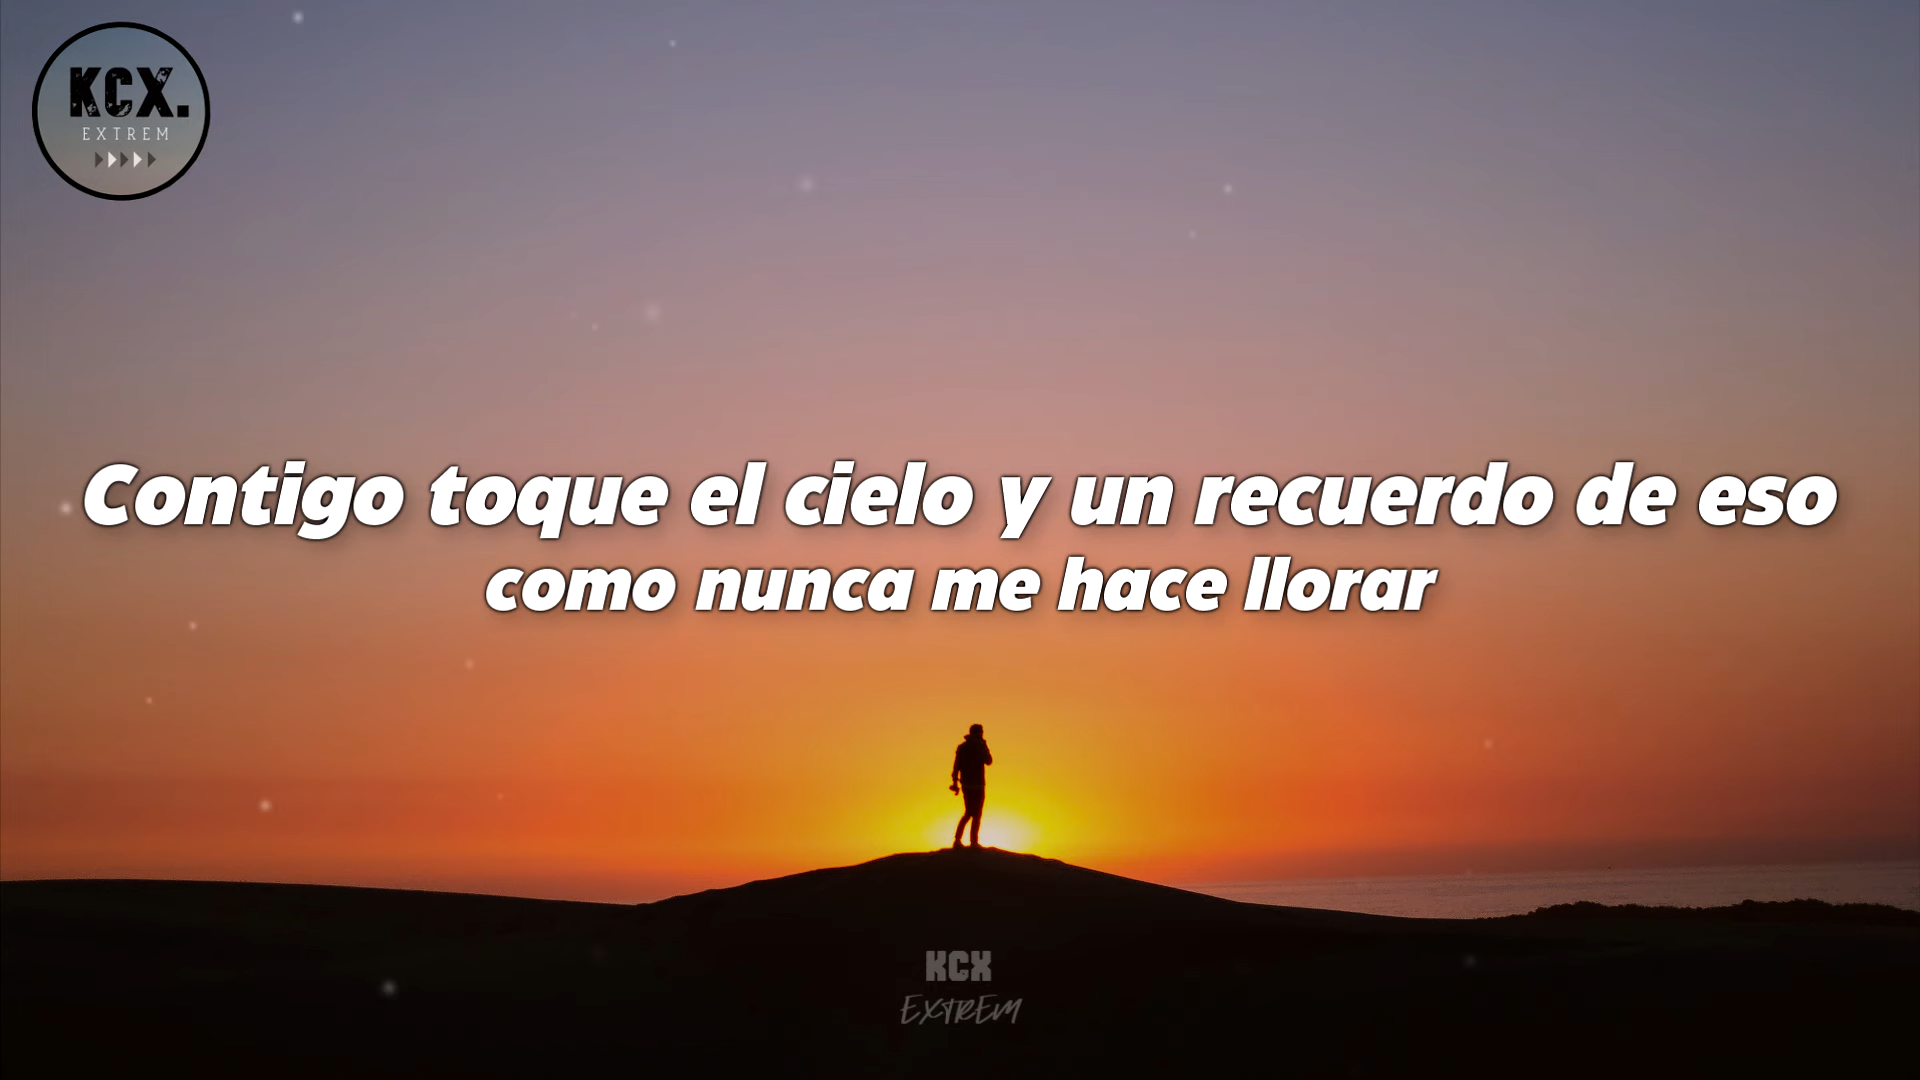 KCX.
EXTREM
Contigo toque el cielo y un recuerdo de eso
como nunca me hace llorar
KCX
EXTREM